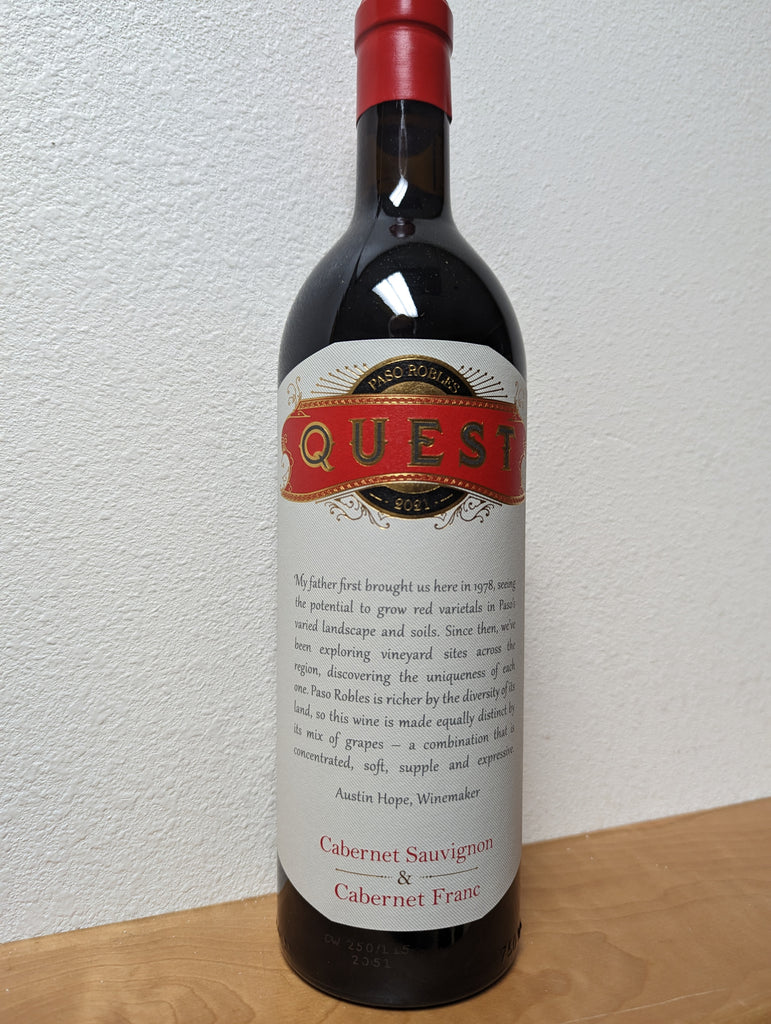 PASO ROBLES
QUEST
2021
My father first brought us here in 1978, seeing
the potential to grow red varietals in Paso's
varied landscape and soils. Since then, we've
been exploring vineyard sites across the
region, discovering the uniqueness of each
one. Paso Robles is richer by the diversity of its
land, so this wine is made equally distinct by
its mix of grapes – a combination that is
concentrated, soft, supple and expressive.
Austin Hope, Winemaker
Cabernet Sauvignon
&
Cabernet Franc
2051